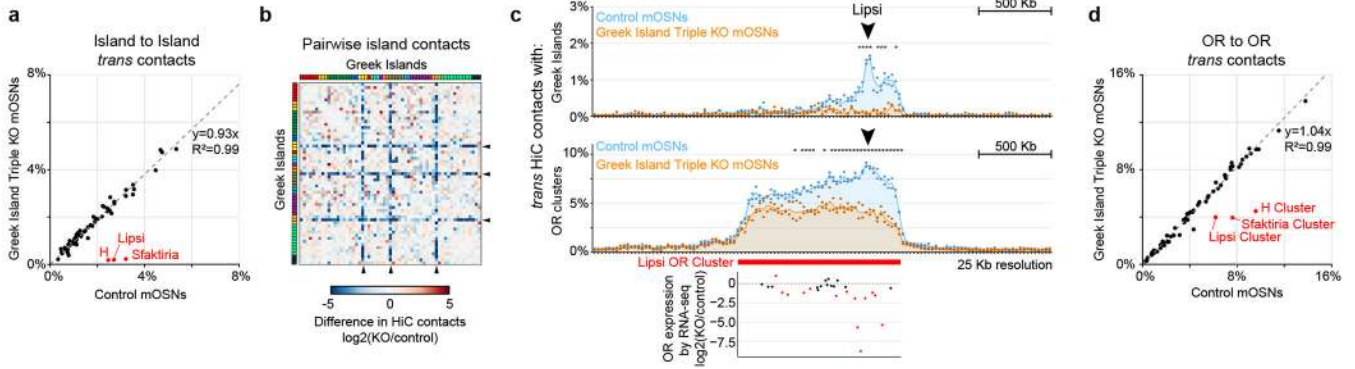 a
Island to Island
trans contacts
Greek Island Triple KO mOSNs
8%
4%
0%
y=0.93x
R²=0.99
H
Lipsi
Sfaktiria
0%
4%
8%
Control mOSNs
b
Pairwise island contacts
Greek Islands
Greek Islands
-5
0
5
Difference in HiC contacts
log2(KO/control)
c
trans HiC contacts with:
Greek Islands
3%
2%
1%
0%
Control mOSNs
Greek Island Triple KO mOSNs
Lipsi
500 Kb
OR clusters
10%
5%
0%
Control mOSNs
Greek Island Triple KO mOSNs
500 Kb
Lipsi OR Cluster
25 Kb resolution
OR expression
by RNA-seq
log2(KO/control)
0
−2.5
−5.0
−7.5
d
OR to OR
trans contacts
Greek Island Triple KO mOSNs
16%
8%
0%
y=1.04x
R²=0.99
H Cluster
Sfaktiria Cluster
Lipsi Cluster
0%
8%
16%
Control mOSNs